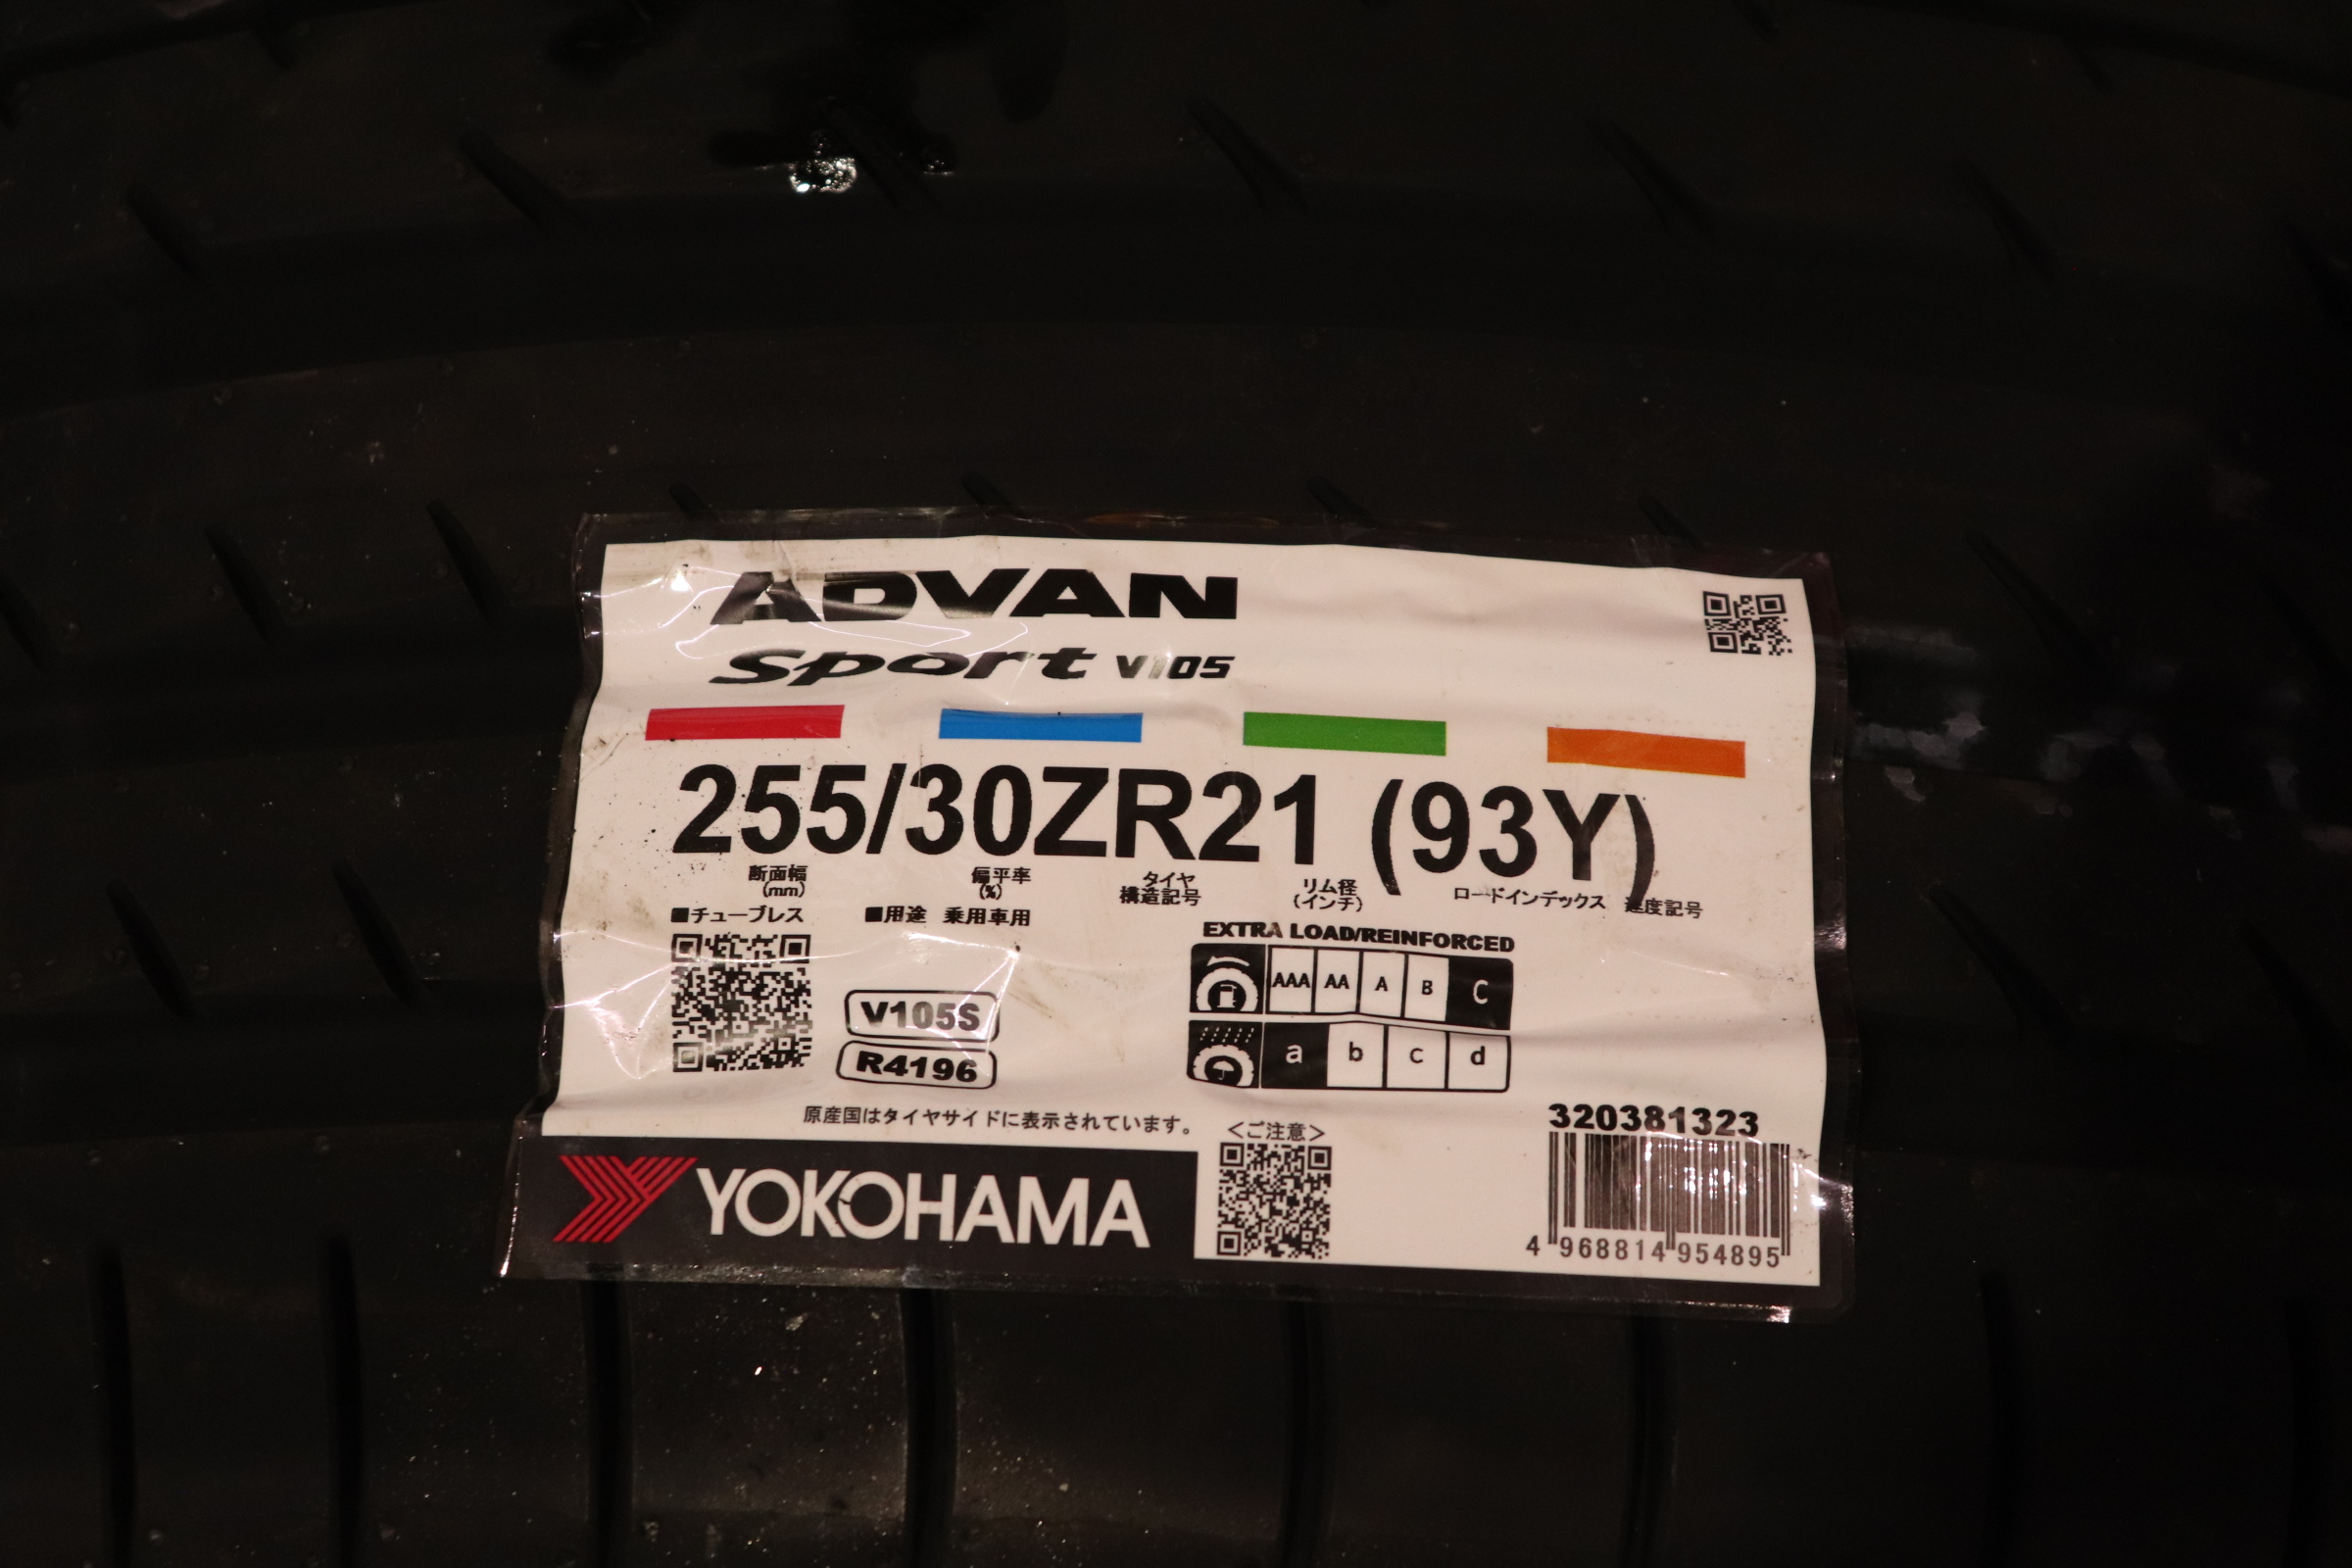 ADVAN
Sport V105
255/30ZR21 (93Y)
断面幅 (mm)
偏平率 (%)
タイヤ 構造記号
リム径 (インチ)
ロードインデックス 速度記号
■チューブレス ■用途 乗用車用
EXTRA LOAD/REINFORCED
AAA AA A B C
a b c d
V105S
R4196
原産国はタイヤサイドに表示されています。
<ご注意>
320381323
YOKOHAMA
4 968814 954895